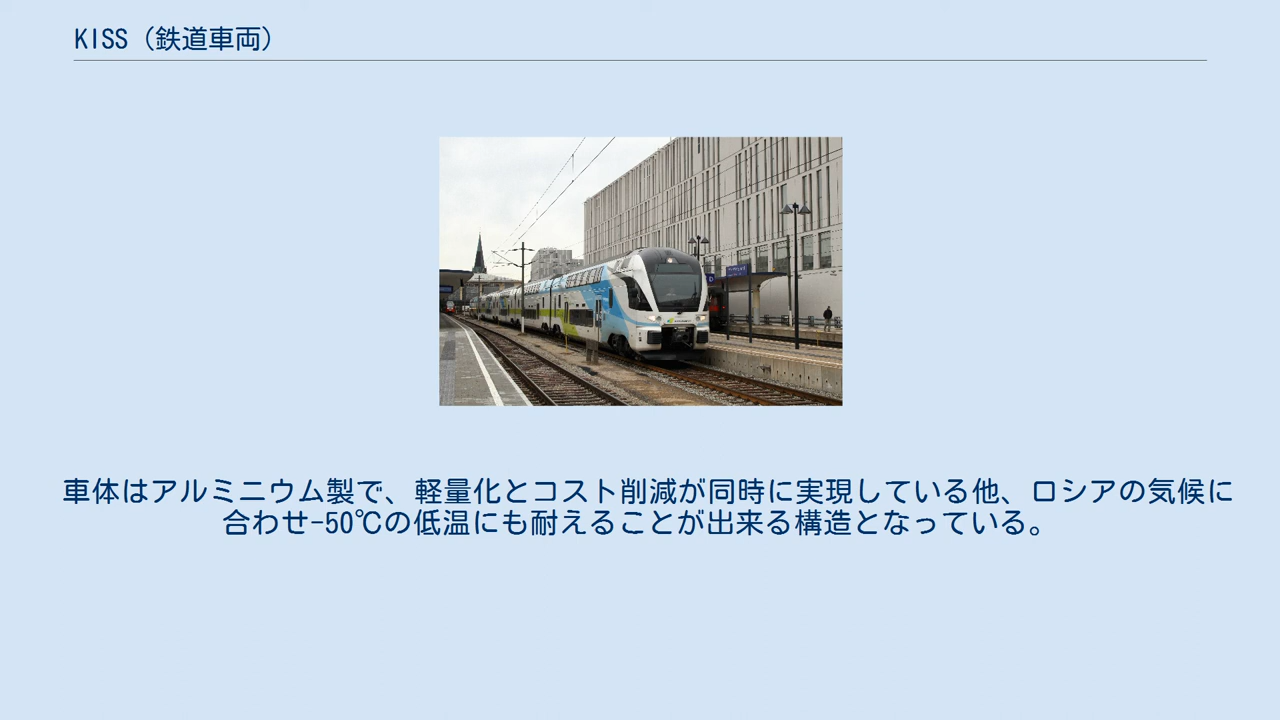 KISS（鉄道車両）
車体はアルミニウム製で、軽量化とコスト削減が同時に実現している他、ロシアの気候に
合わせ-50℃の低温にも耐えることが出来る構造となっている。